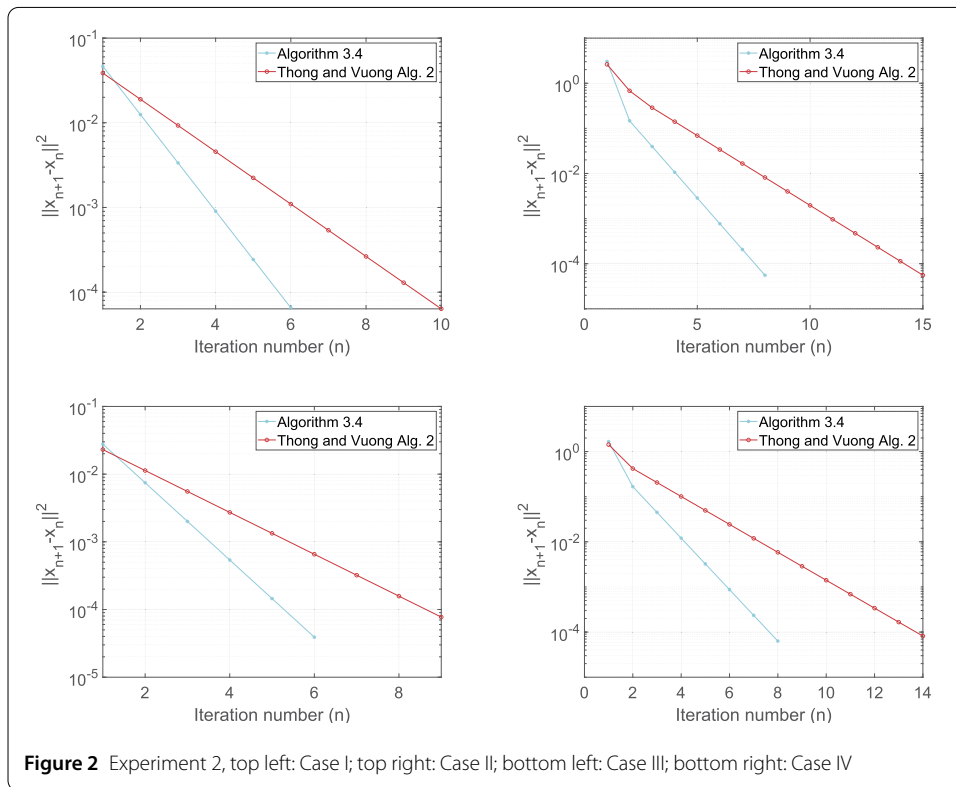 10^-1
10^-2
10^-3
10^-4
||x_{n+1}-x_n||^2
Algorithm 3.4
Thong and Vuong Alg. 2
2 4 6 8 10
Iteration number (n)
10^0
10^-2
10^-4
||x_{n+1}-x_n||^2
Algorithm 3.4
Thong and Vuong Alg. 2
0 5 10 15
Iteration number (n)
10^-1
10^-2
10^-3
10^-4
10^-5
||x_{n+1}-x_n||^2
Algorithm 3.4
Thong and Vuong Alg. 2
2 4 6 8
Iteration number (n)
10^0
10^-2
10^-4
||x_{n+1}-x_n||^2
Algorithm 3.4
Thong and Vuong Alg. 2
0 2 4 6 8 10 12 14
Iteration number (n)
Figure 2 Experiment 2, top left: Case I; top right: Case II; bottom left: Case III; bottom right: Case IV